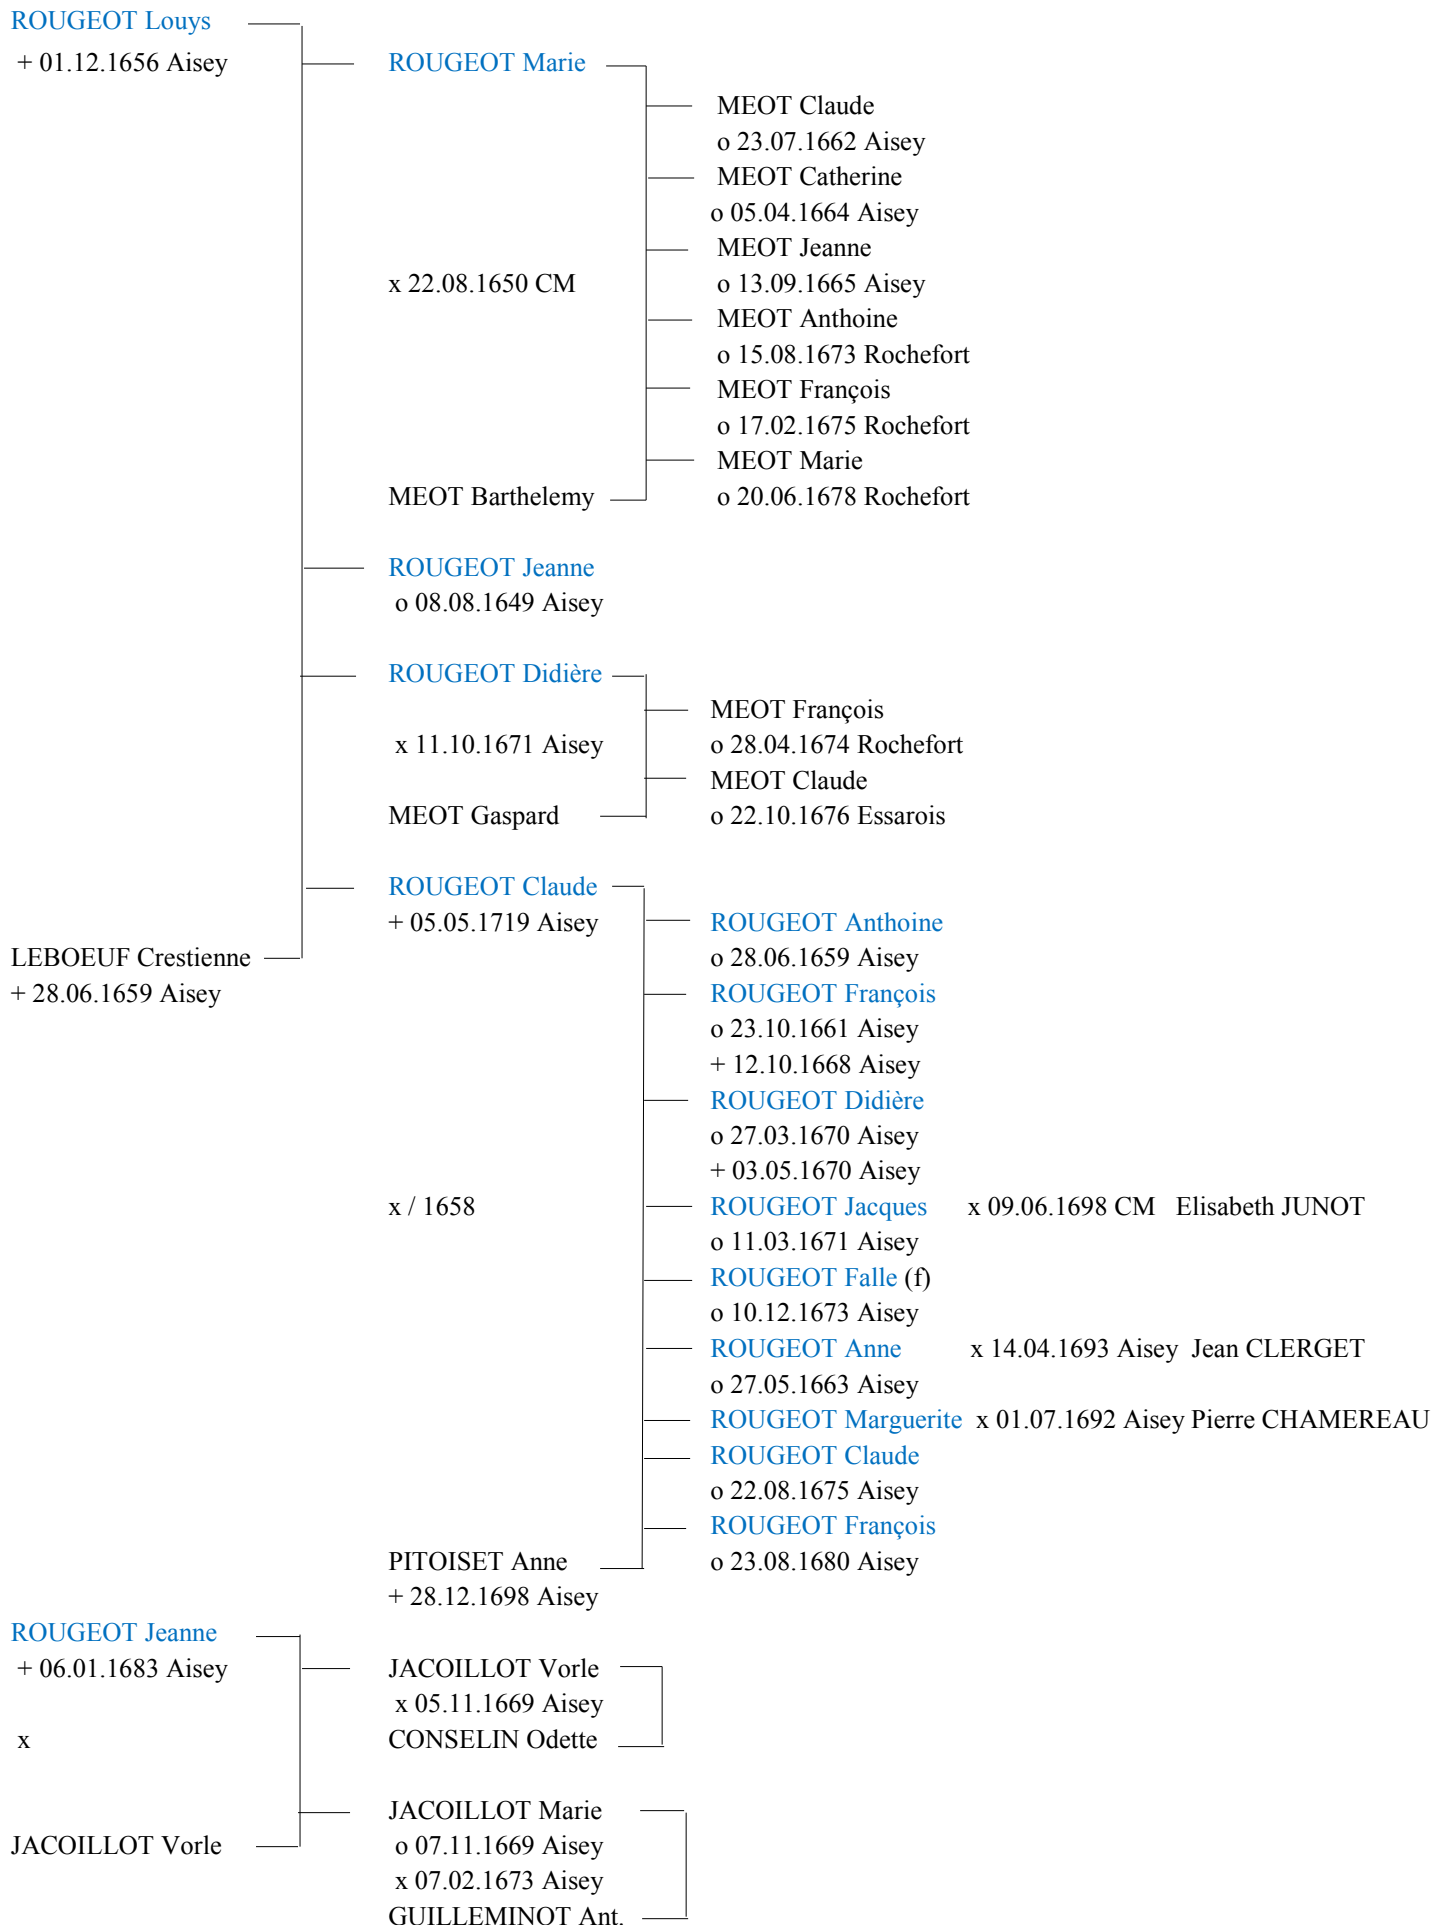 ROUGEOT Louys
+ 01.12.1656 Aisey
ROUGEOT Marie
MEOT Claude
o 23.07.1662 Aisey
MEOT Catherine
o 05.04.1664 Aisey
MEOT Jeanne
x 22.08.1650 CM
o 13.09.1665 Aisey
MEOT Anthoine
o 15.08.1673 Rochefort
MEOT François
o 17.02.1675 Rochefort
MEOT Marie
MEOT Barthelemy
o 20.06.1678 Rochefort
ROUGEOT Jeanne
o 08.08.1649 Aisey
ROUGEOT Didière
MEOT François
x 11.10.1671 Aisey
o 28.04.1674 Rochefort
MEOT Claude
MEOT Gaspard
o 22.10.1676 Essarois
ROUGEOT Claude
+ 05.05.1719 Aisey
ROUGEOT Anthoine
LEBOEUF Crestienne
o 28.06.1659 Aisey
+ 28.06.1659 Aisey
ROUGEOT François
o 23.10.1661 Aisey
+ 12.10.1668 Aisey
ROUGEOT Didière
o 27.03.1670 Aisey
+ 03.05.1670 Aisey
x / 1658
ROUGEOT Jacques x 09.06.1698 CM Elisabeth JUNOT
o 11.03.1671 Aisey
ROUGEOT Falle (f)
o 10.12.1673 Aisey
ROUGEOT Anne x 14.04.1693 Aisey Jean CLERGET
o 27.05.1663 Aisey
ROUGEOT Marguerite x 01.07.1692 Aisey Pierre CHAMEREAU
ROUGEOT Claude
o 22.08.1675 Aisey
ROUGEOT François
PITOISET Anne
o 23.08.1680 Aisey
+ 28.12.1698 Aisey
ROUGEOT Jeanne
+ 06.01.1683 Aisey
JACOILLOT Vorle
x 05.11.1669 Aisey
x
CONSELIN Odette
JACOILLOT Marie
JACOILLOT Vorle
o 07.11.1669 Aisey
x 07.02.1673 Aisey
GUILLEMINOT Ant.